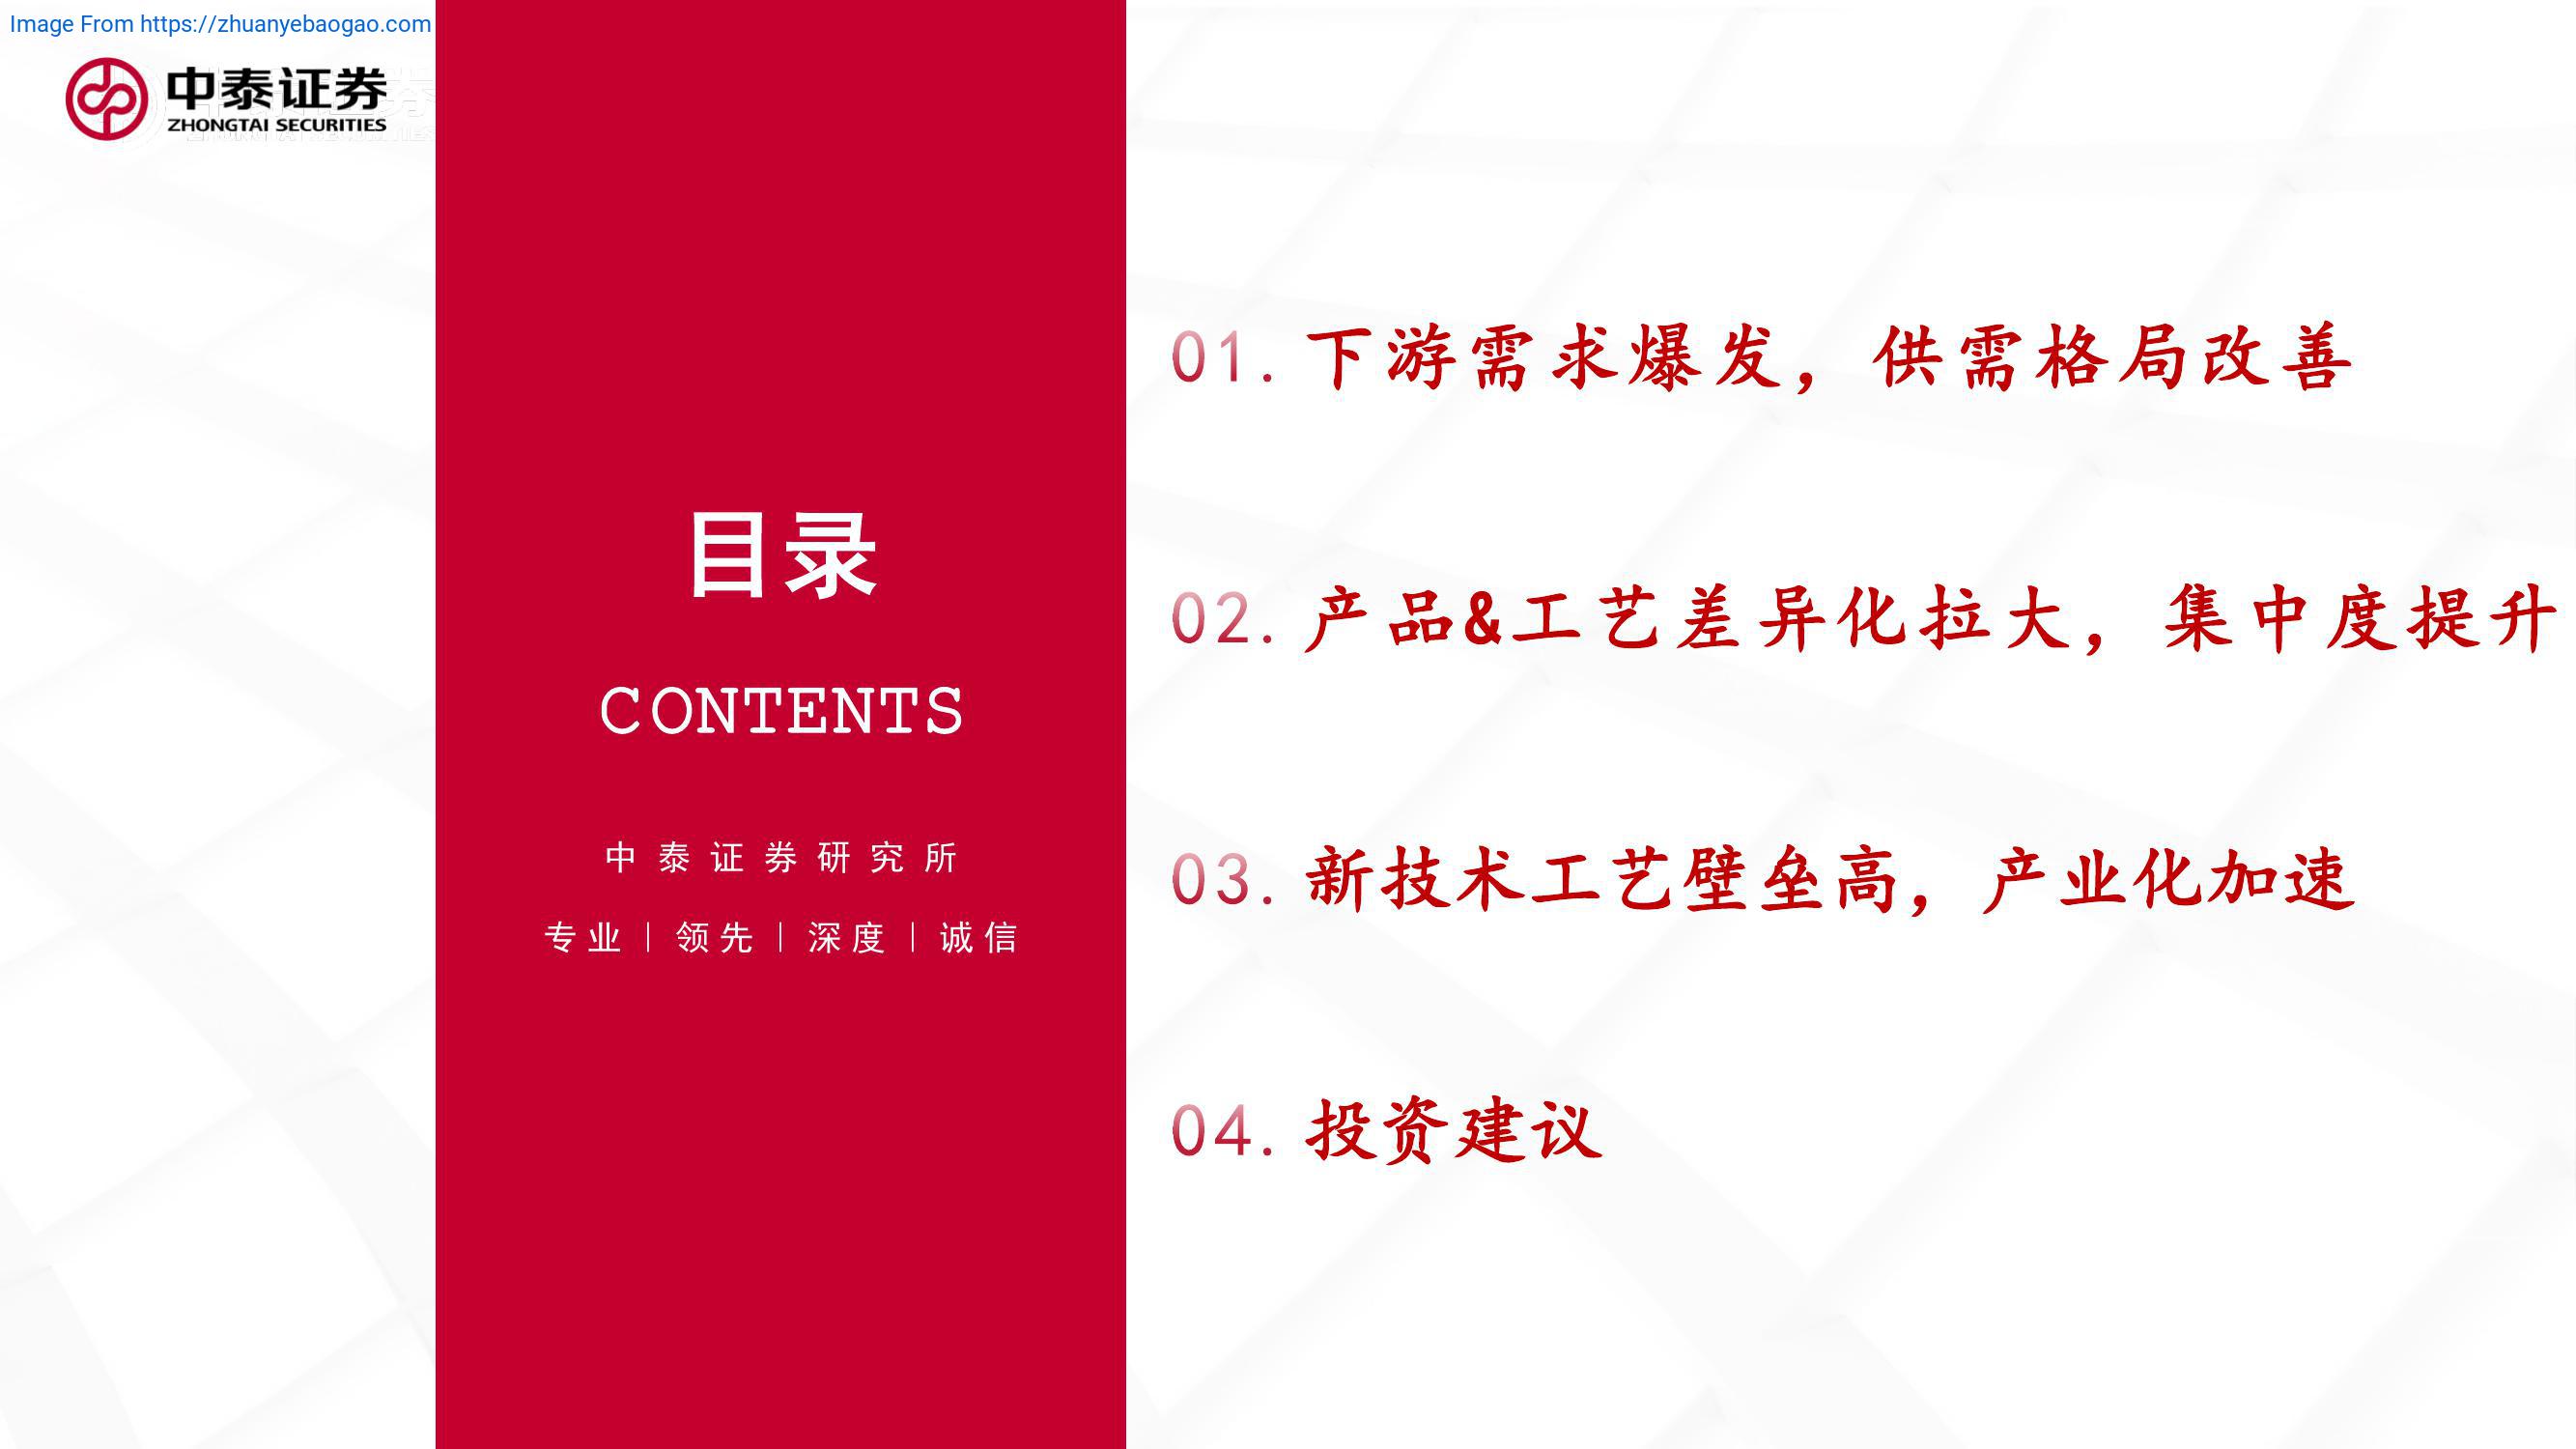 Image From https://zhuanyebaogao.com
中泰证券
ZHONGTAI SECURITIES
目录
CONTENTS
中泰证券研究所
专业｜领先｜深度｜诚信
01. 下游需求爆发，供需格局改善
02. 产品&工艺差异化拉大，集中度提升
03. 新技术工艺壁垒高，产业化加速
04. 投资建议